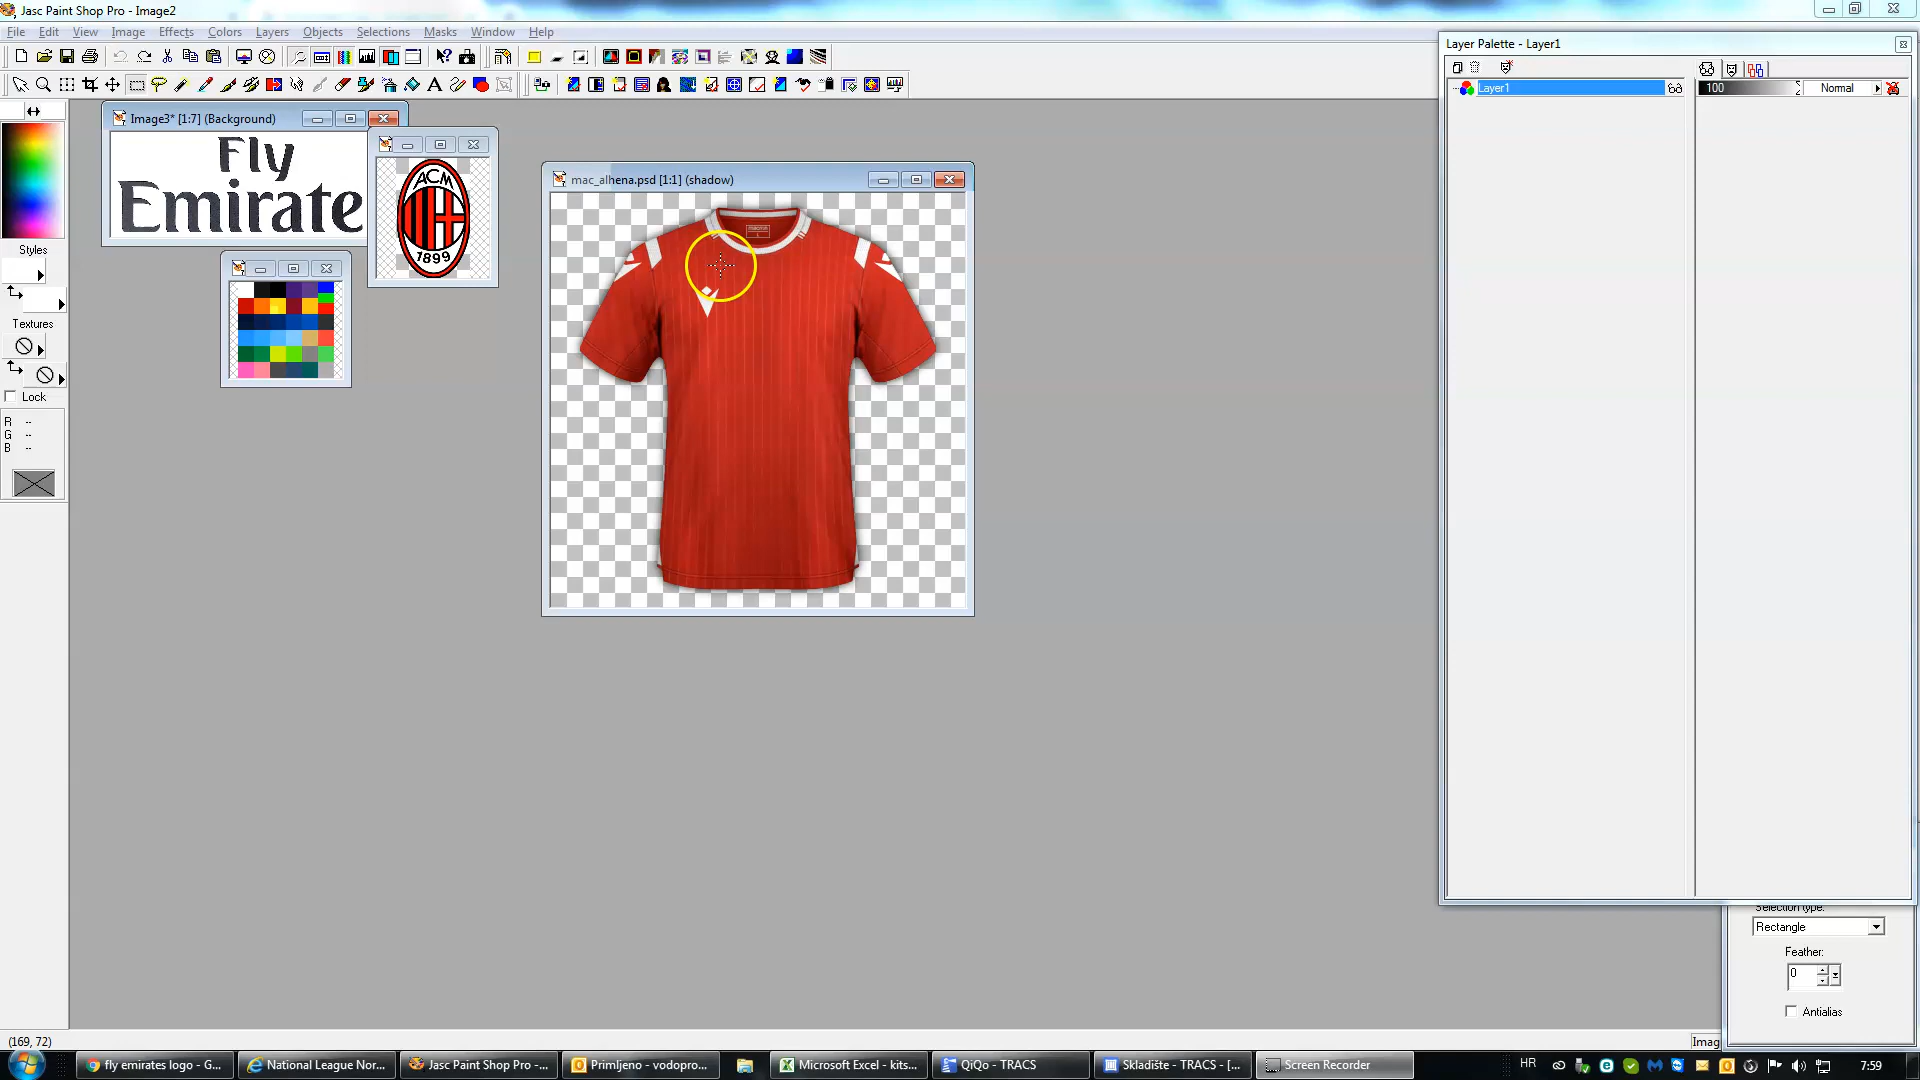 Jasc Paint Shop Pro - Image2
File Edit View Image Effects Colors Layers Objects Selections Masks Window Help
Layer Palette - Layer1
Layer1
100 Normal
Image3* [1:7] (Background)
Fly
Emirate
ACM
1899
mac_alhena.psd [1:1] (shadow)
Styles
Textures
Lock
R --
G --
B --
Selection type:
Rectangle
Feather:
0
Antialias
(169, 72)
Imag
fly emirates logo - G...
National League Nor...
Jasc Paint Shop Pro -...
Primljeno - vodopro...
Microsoft Excel - kits...
QiQo - TRACS
Skladište - TRACS - [...
Screen Recorder
HR
7:59